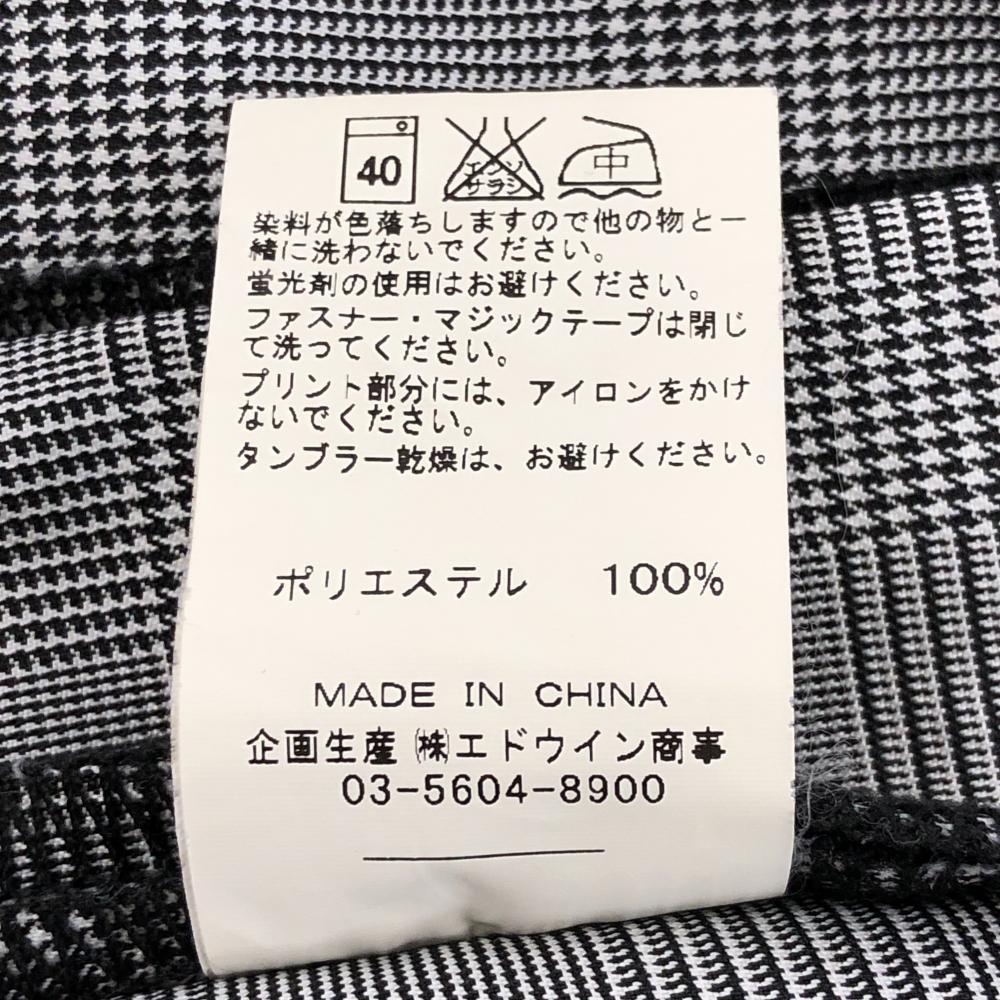 40
エンソ
サラシ
中
染料が色落ちしますので他の物と一
緒に洗わないでください。
蛍光剤の使用はお避けください。
ファスナー・マジックテープは閉じ
て洗ってください。
プリント部分には、アイロンをかけ
ないでください。
タンブラー乾燥は、お避けください。
ポリエステル 100%
MADE IN CHINA
企画生産 ㈱エドウイン商事
03-5604-8900